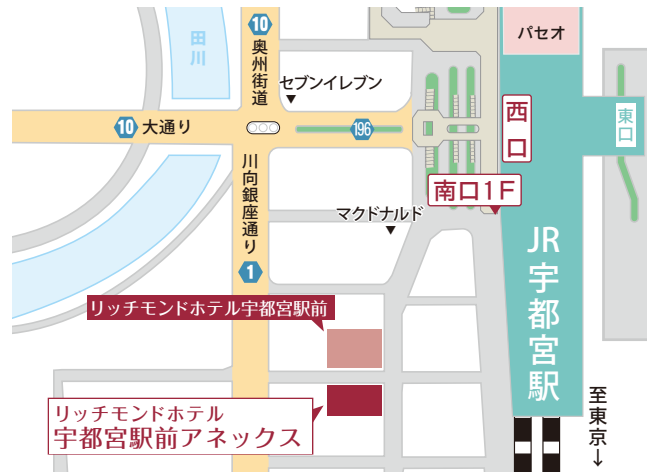 田川
10
奥州街道
パセオ
セブンイレブン
10 大通り
196
西口
東口
川向銀座通り
1
南口1F
マクドナルド
JR宇都宮駅
リッチモンドホテル宇都宮駅前
リッチモンドホテル
宇都宮駅前アネックス
至東京↓